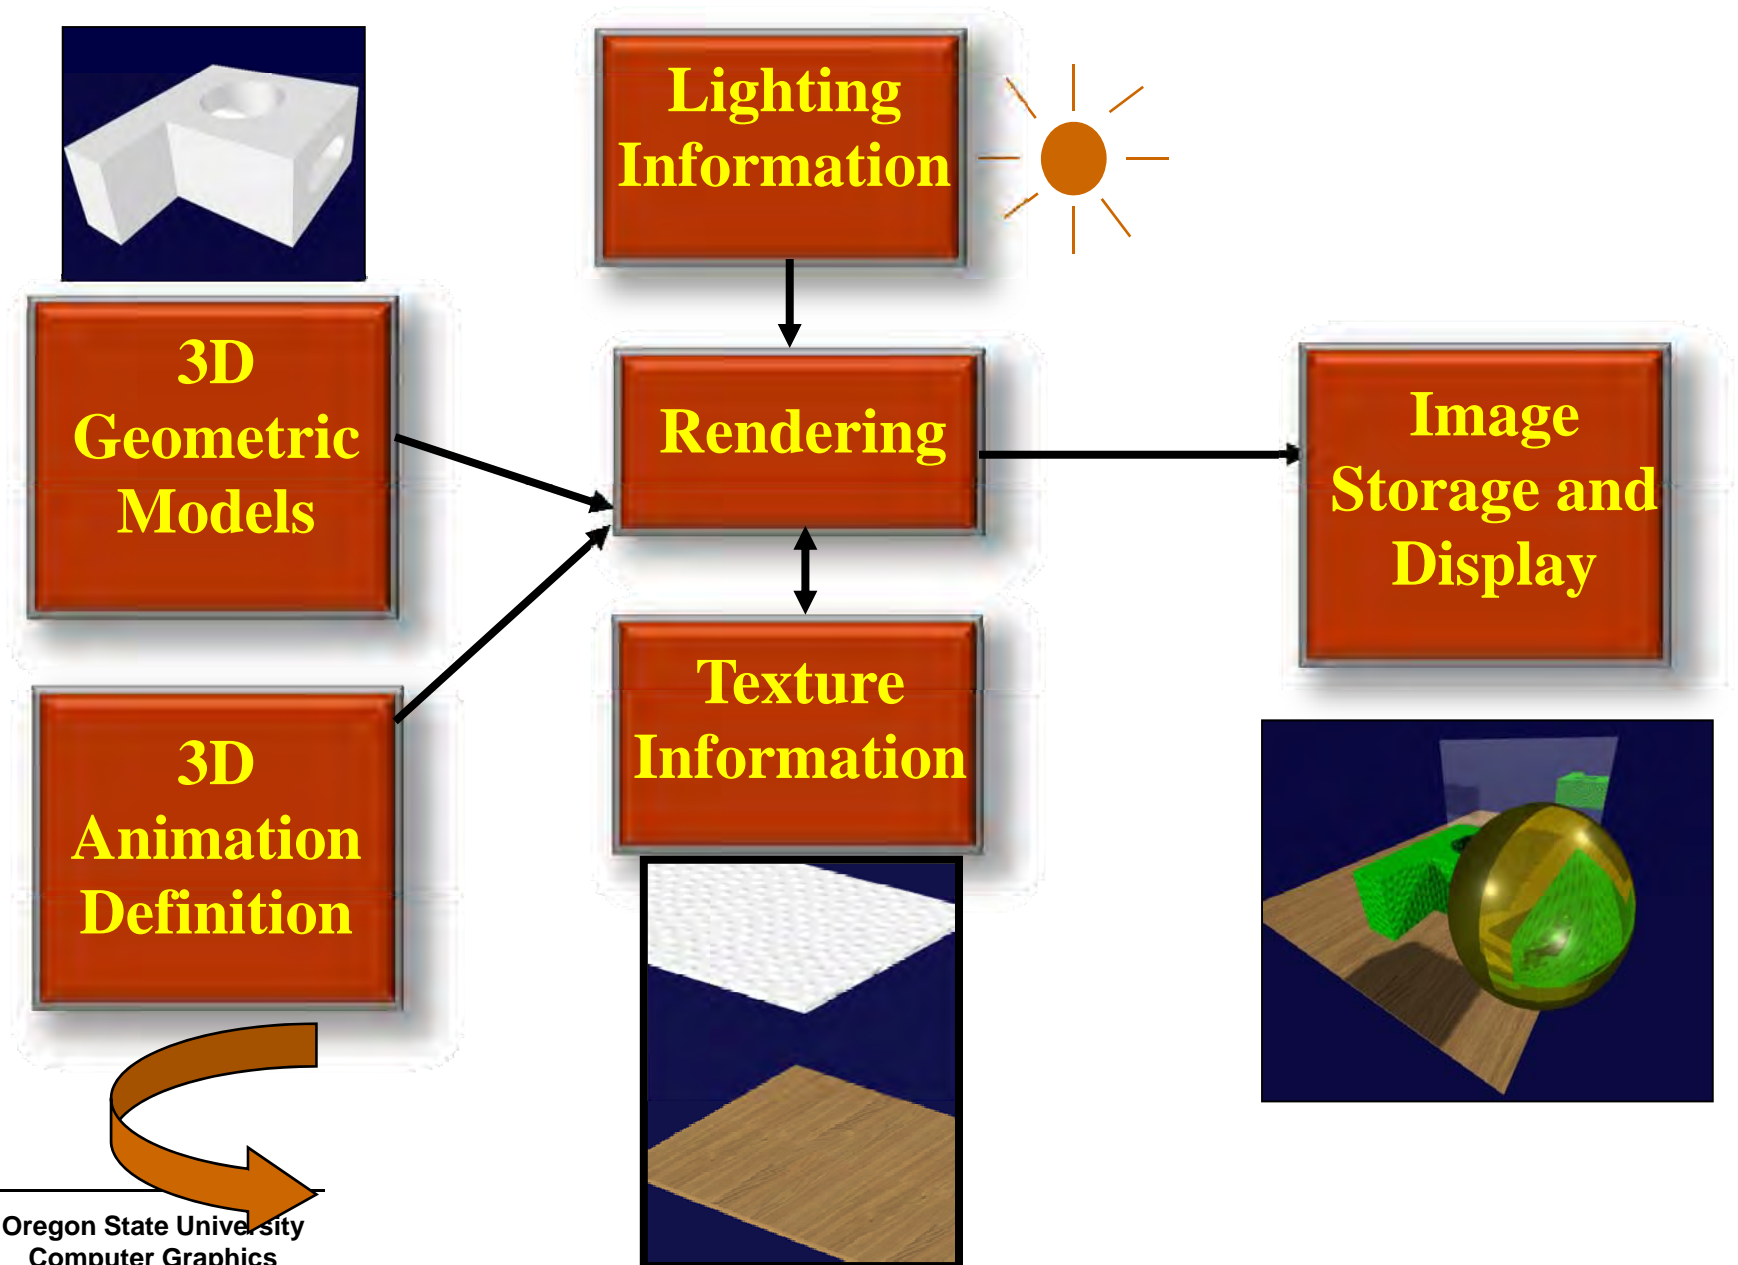 Lighting
Information
3D
Geometric
Models
Rendering
Image
Storage and
Display
Texture
Information
3D
Animation
Definition
Oregon State University
Computer Graphics